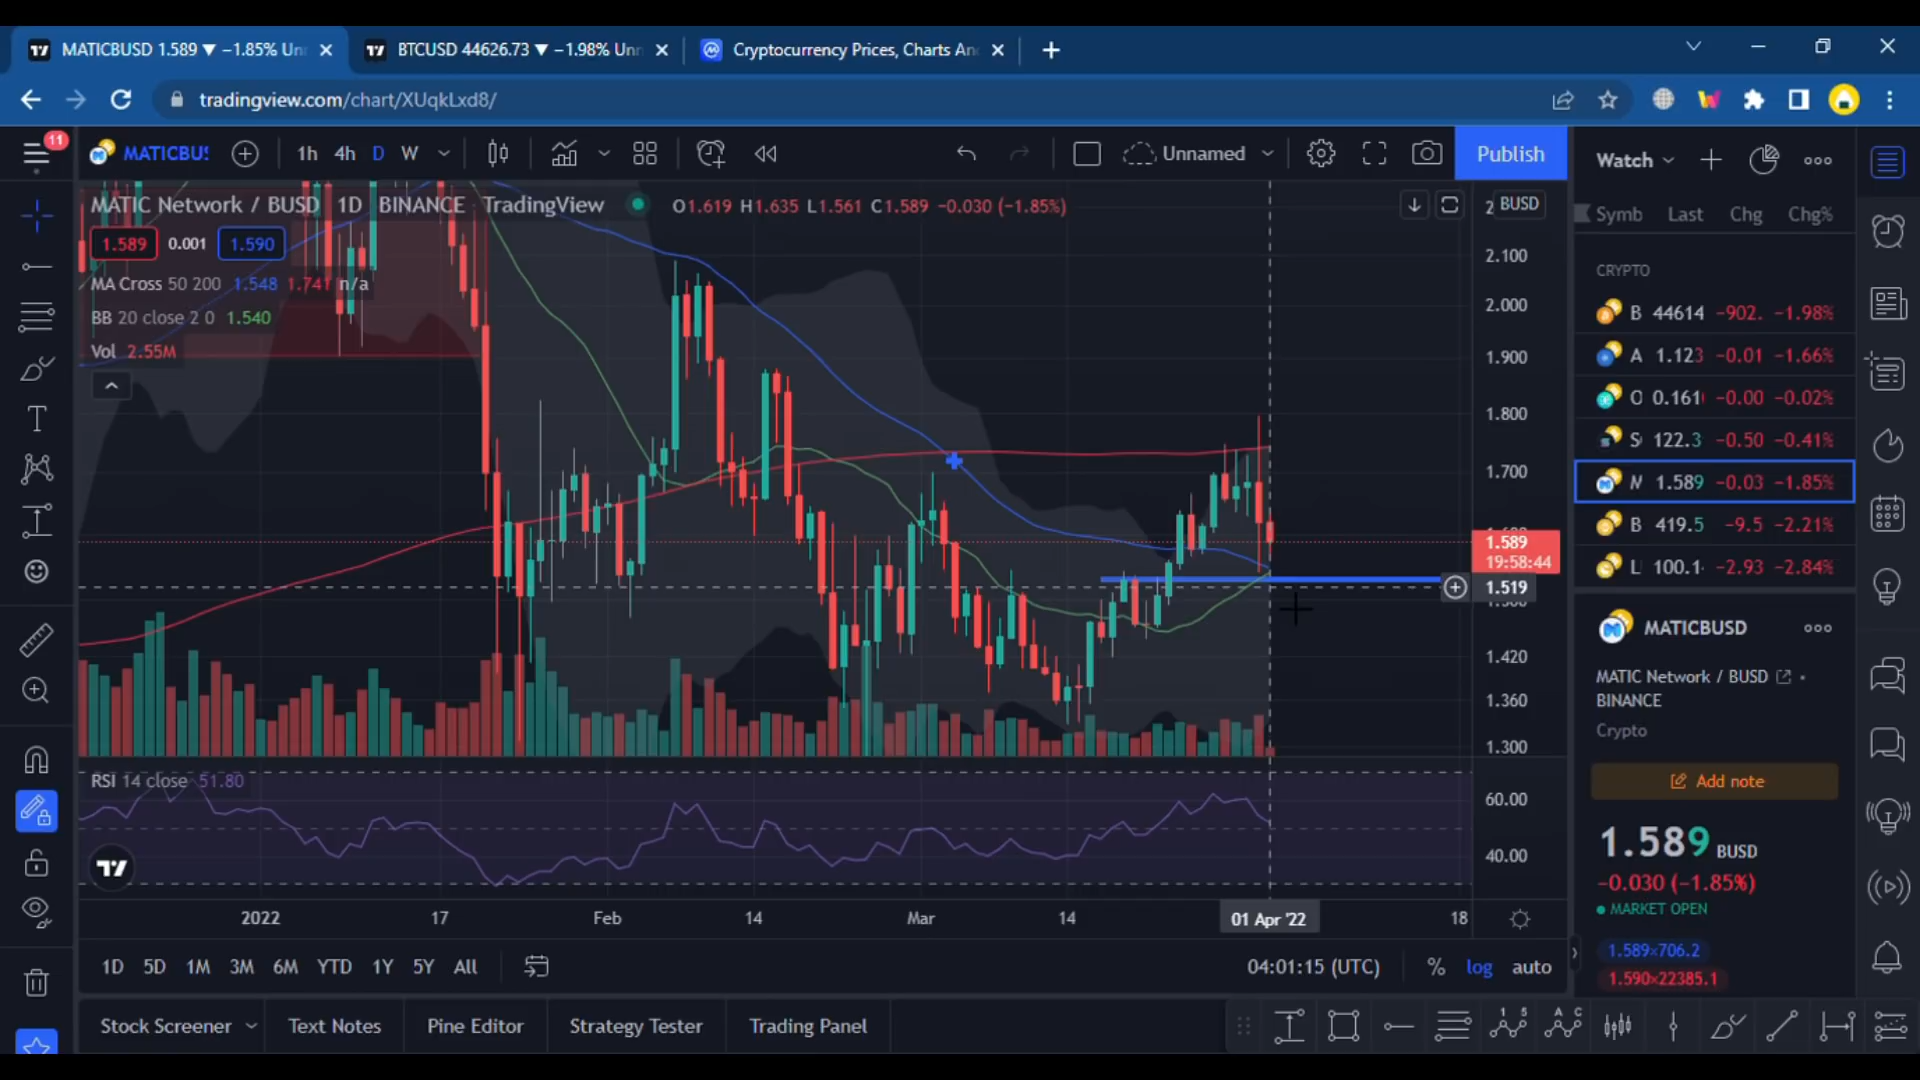 MATICBUSD 1.589 ▼ −1.85% Un
BTCUSD 44626.73 ▼ −1.98% Unn
Cryptocurrency Prices, Charts An
tradingview.com/chart/XUqkLxd8/
11
MATICBU
1h 4h D W
Unnamed
Publish
Watch
MATIC Network / BUSD 1D BINANCE TradingView
O1.619 H1.635 L1.561 C1.589 −0.030 (−1.85%)
1.589 0.001 1.590
MA Cross 50 200 1.548 1.741 n/a
BB 20 close 2 0 1.540
Vol 2.55M
BUSD
2.100
2.000
1.900
1.800
1.700
1.589
19:58:44
1.519
1.420
1.360
1.300
RSI 14 close 51.80
60.00
40.00
2022 17 Feb 14 Mar 14 01 Apr '22 18
1D 5D 1M 3M 6M YTD 1Y 5Y All
04:01:15 (UTC) % log auto
Stock Screener Text Notes Pine Editor Strategy Tester Trading Panel
Symb Last Chg Chg%
CRYPTO
B 44614 −902. −1.98%
A 1.123 −0.01 −1.66%
O 0.161 −0.00 −0.02%
S 122.3 −0.50 −0.41%
M 1.589 −0.03 −1.85%
B 419.5 −9.5 −2.21%
L 100.1 −2.93 −2.84%
MATICBUSD
MATIC Network / BUSD
BINANCE
Crypto
Add note
1.589 BUSD
−0.030 (−1.85%)
MARKET OPEN
1.589×706.2
1.590×22385.1